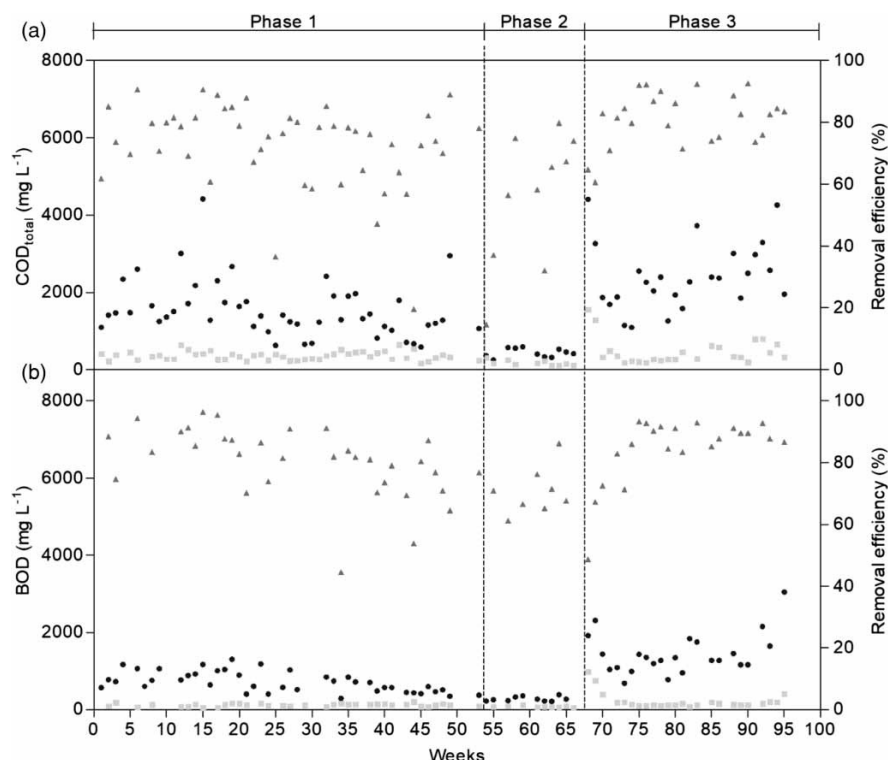 Phase 1 Phase 2 Phase 3
(a)
8000 100
6000 80
60
4000
40
2000
20
0 0
COD_total (mg L⁻¹)
Removal efficiency (%)
(b)
8000 100
6000 80
60
4000
40
2000
20
0 0
BOD (mg L⁻¹)
Removal efficiency (%)
0 5 10 15 20 25 30 35 40 45 50 55 60 65 70 75 80 85 90 95 100
Weeks